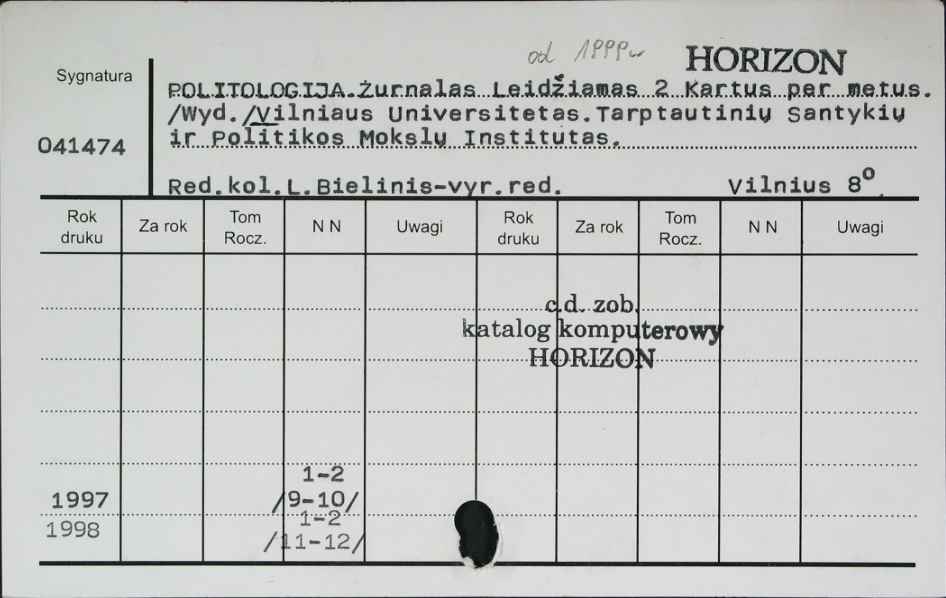 od 1999 HORIZON
Sygnatura
POLITOLOGIJA.Žurnalas Leidžiamas 2 Kartus per metus.
/Wyd./Vilniaus Universitetas.Tarptautinių Santykių
041474
ir Politikos Mokslų Institutas.
Red.kol.L.Bielinis-vyr.red. Vilnius 8º
Rok druku Za rok Tom Rocz. N N Uwagi Rok druku Za rok Tom Rocz. N N Uwagi
c.d. zob.
katalog komputerowy
HORIZON
1-2
1997 /9-10/
1-2
1998
/11-12/